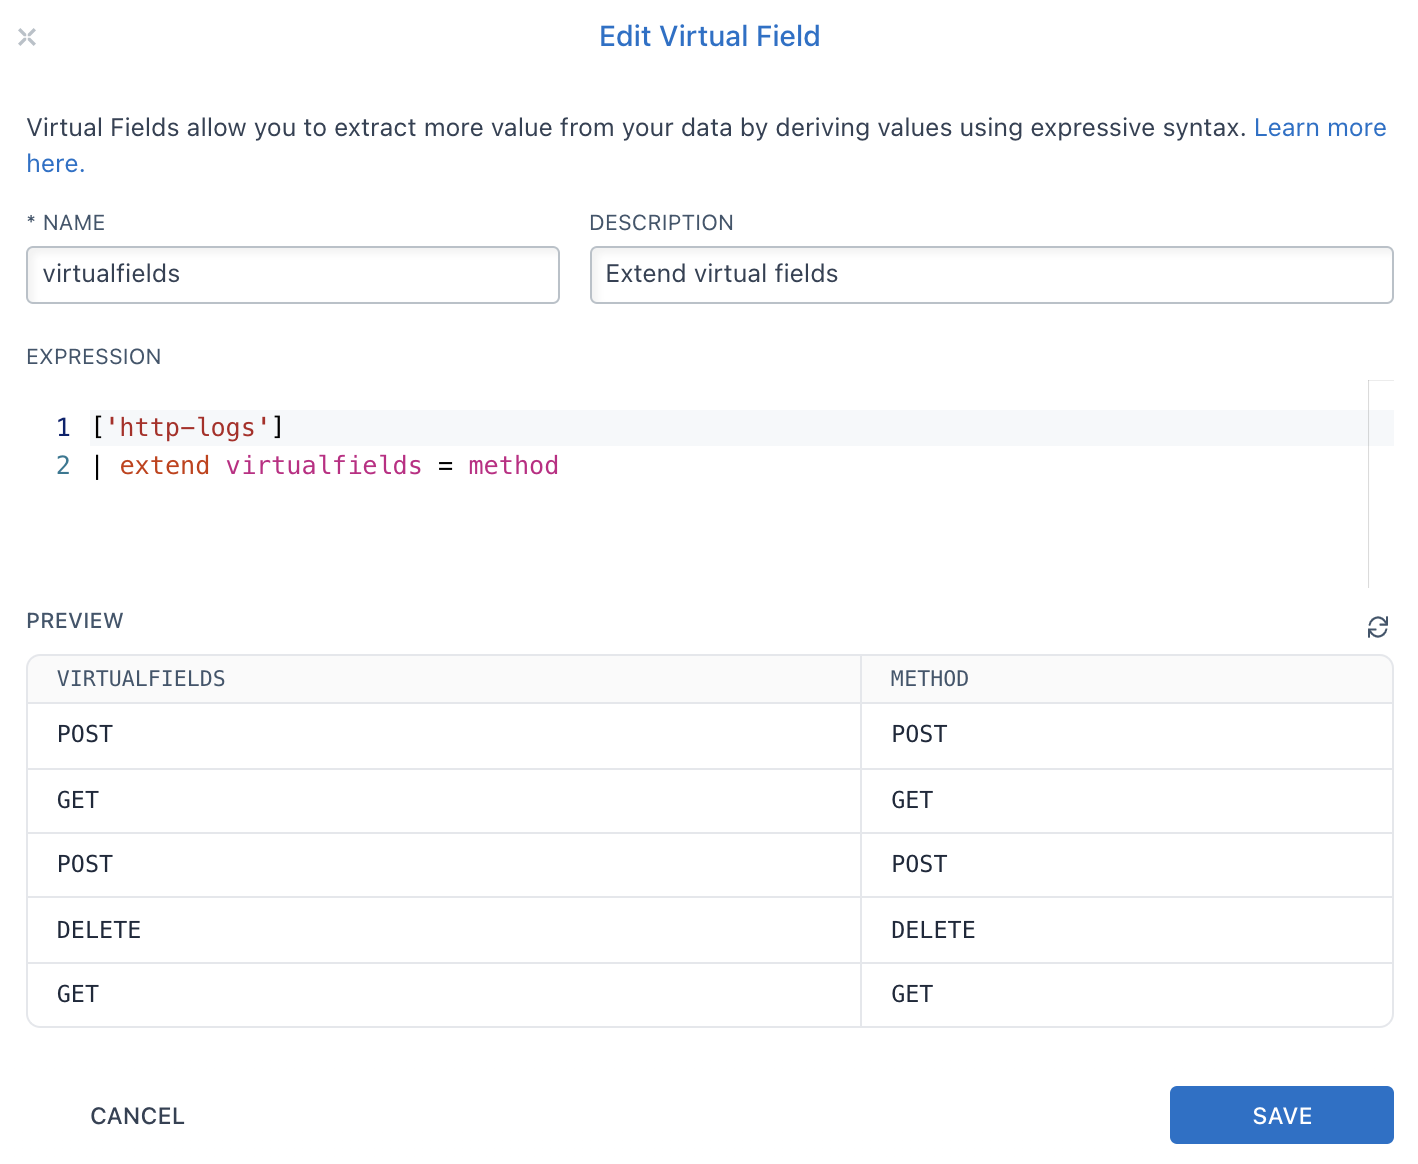 Edit Virtual Field
Virtual Fields allow you to extract more value from your data by deriving values using expressive syntax. Learn more
here.
* NAME DESCRIPTION
virtualfields Extend virtual fields
EXPRESSION
1 ['http-logs']
2 | extend virtualfields = method
PREVIEW
VIRTUALFIELDS METHOD
POST POST
GET GET
POST POST
DELETE DELETE
GET GET
CANCEL SAVE